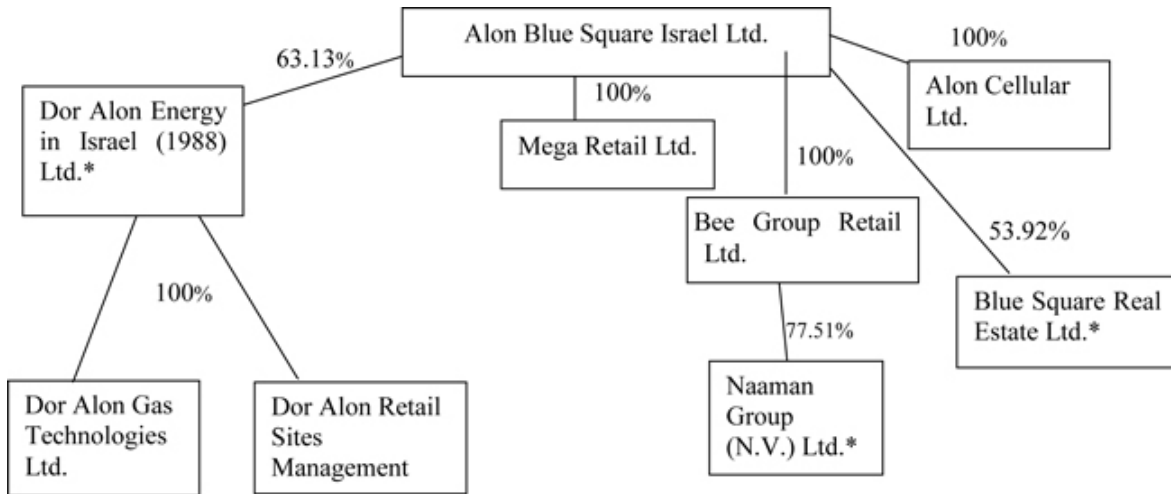 Alon Blue Square Israel Ltd.
63.13%
100%
100%
100%
53.92%
Dor Alon Energy
in Israel (1988)
Ltd.*
Mega Retail Ltd.
Alon Cellular
Ltd.
Bee Group Retail
Ltd.
Blue Square Real
Estate Ltd.*
100%
77.51%
Dor Alon Gas
Technologies
Ltd.
Dor Alon Retail
Sites
Management
Naaman
Group
(N.V.) Ltd.*